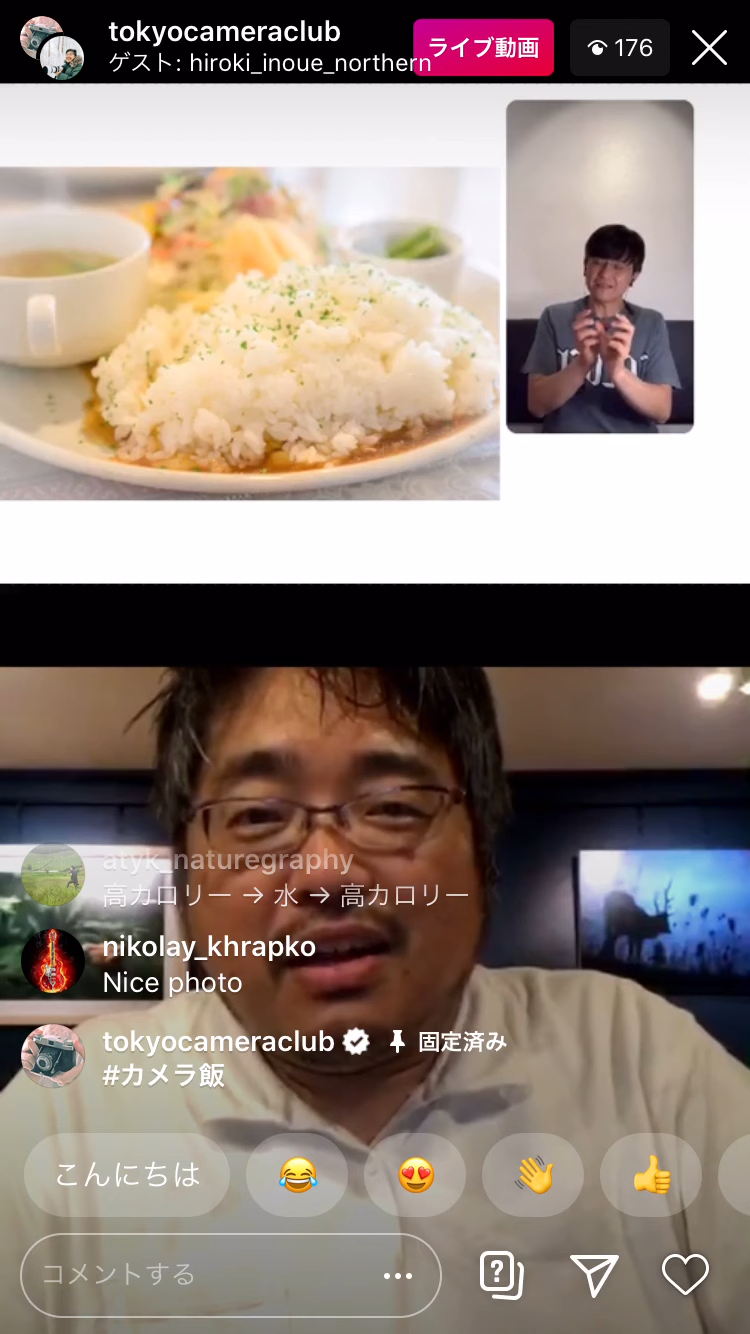 tokyocameraclub
ゲスト: hiroki_inoue_northern
ライブ動画
176
atyk_naturegraphy
高カロリー → 水 → 高カロリー
nikolay_khrapko
Nice photo
tokyocameraclub 固定済み
#カメラ飯
こんにちは
コメントする